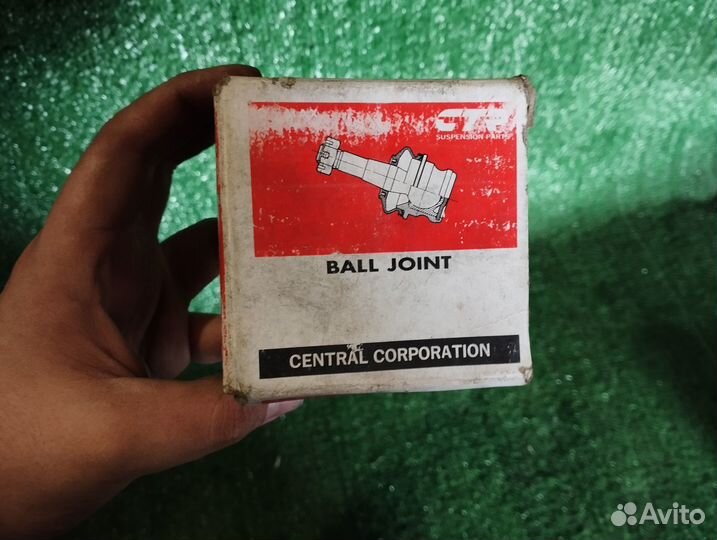 CTR
SUSPENSION PARTS
BALL JOINT
CENTRAL CORPORATION
Avito